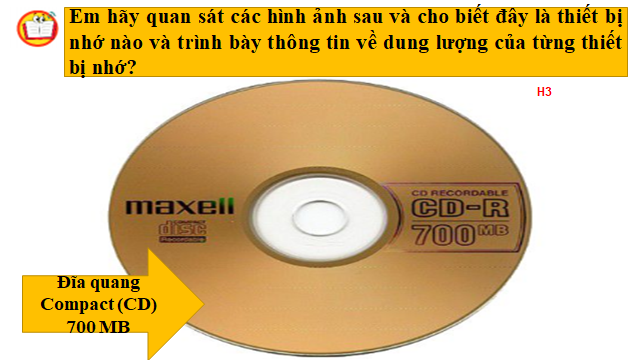 Em hãy quan sát các hình ảnh sau và cho biết đây là thiết bị
nhớ nào và trình bày thông tin về dung lượng của từng thiết
bị nhớ?
H3
CD RECORDABLE
maxell
CD-R
COMPACT
disc
Recordable
700 MB
Đĩa quang
Compact (CD)
700 MB